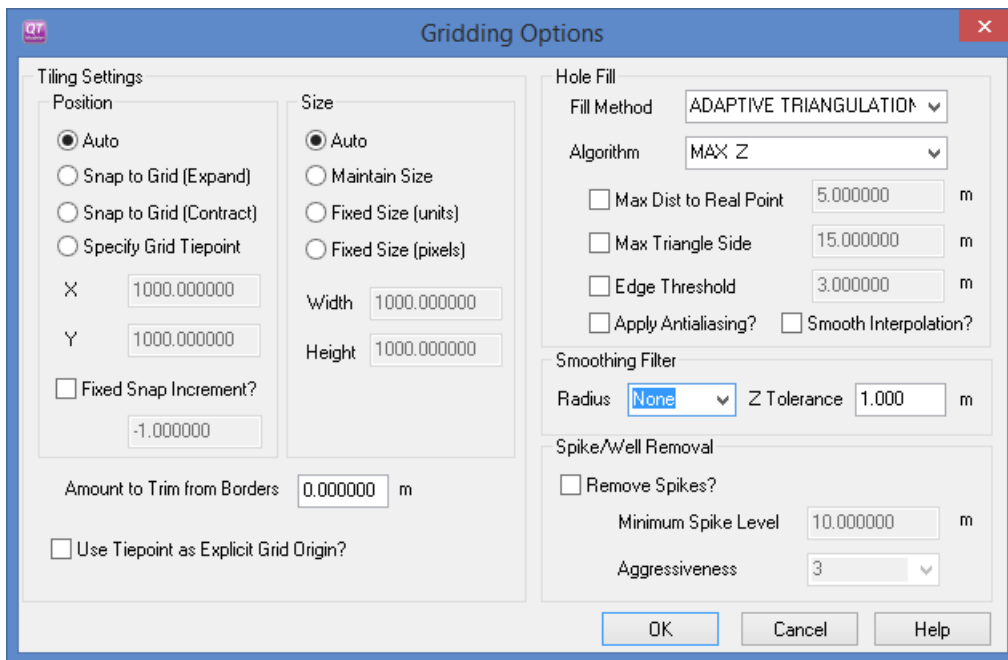 QT
Gridding Options
Tiling Settings
Position
Auto
Snap to Grid (Expand)
Snap to Grid (Contract)
Specify Grid Tiepoint
X 1000.000000
Y 1000.000000
Fixed Snap Increment?
-1.000000
Size
Auto
Maintain Size
Fixed Size (units)
Fixed Size (pixels)
Width 1000.000000
Height 1000.000000
Amount to Trim from Borders 0.000000 m
Use Tiepoint as Explicit Grid Origin?
Hole Fill
Fill Method ADAPTIVE TRIANGULATION
Algorithm MAX Z
Max Dist to Real Point 5.000000 m
Max Triangle Side 15.000000 m
Edge Threshold 3.000000 m
Apply Antialiasing? Smooth Interpolation?
Smoothing Filter
Radius None Z Tolerance 1.000 m
Spike/Well Removal
Remove Spikes?
Minimum Spike Level 10.000000 m
Aggressiveness 3
OK Cancel Help